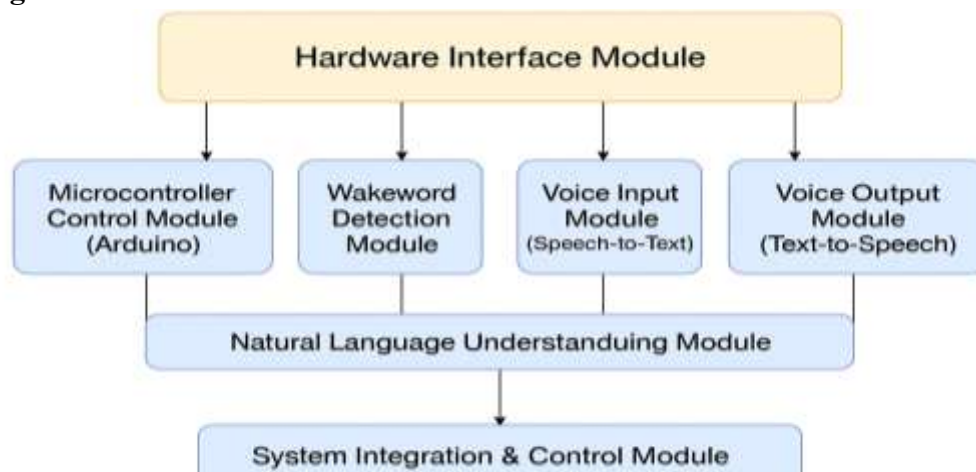 Hardware Interface Module
Microcontroller
Control Module
(Arduino)
Wakeword
Detection
Module
Voice Input
Module
(Speech-to-Text)
Voice Output
Module
(Text-to-Speech)
Natural Language Understanduing Module
System Integration & Control Module